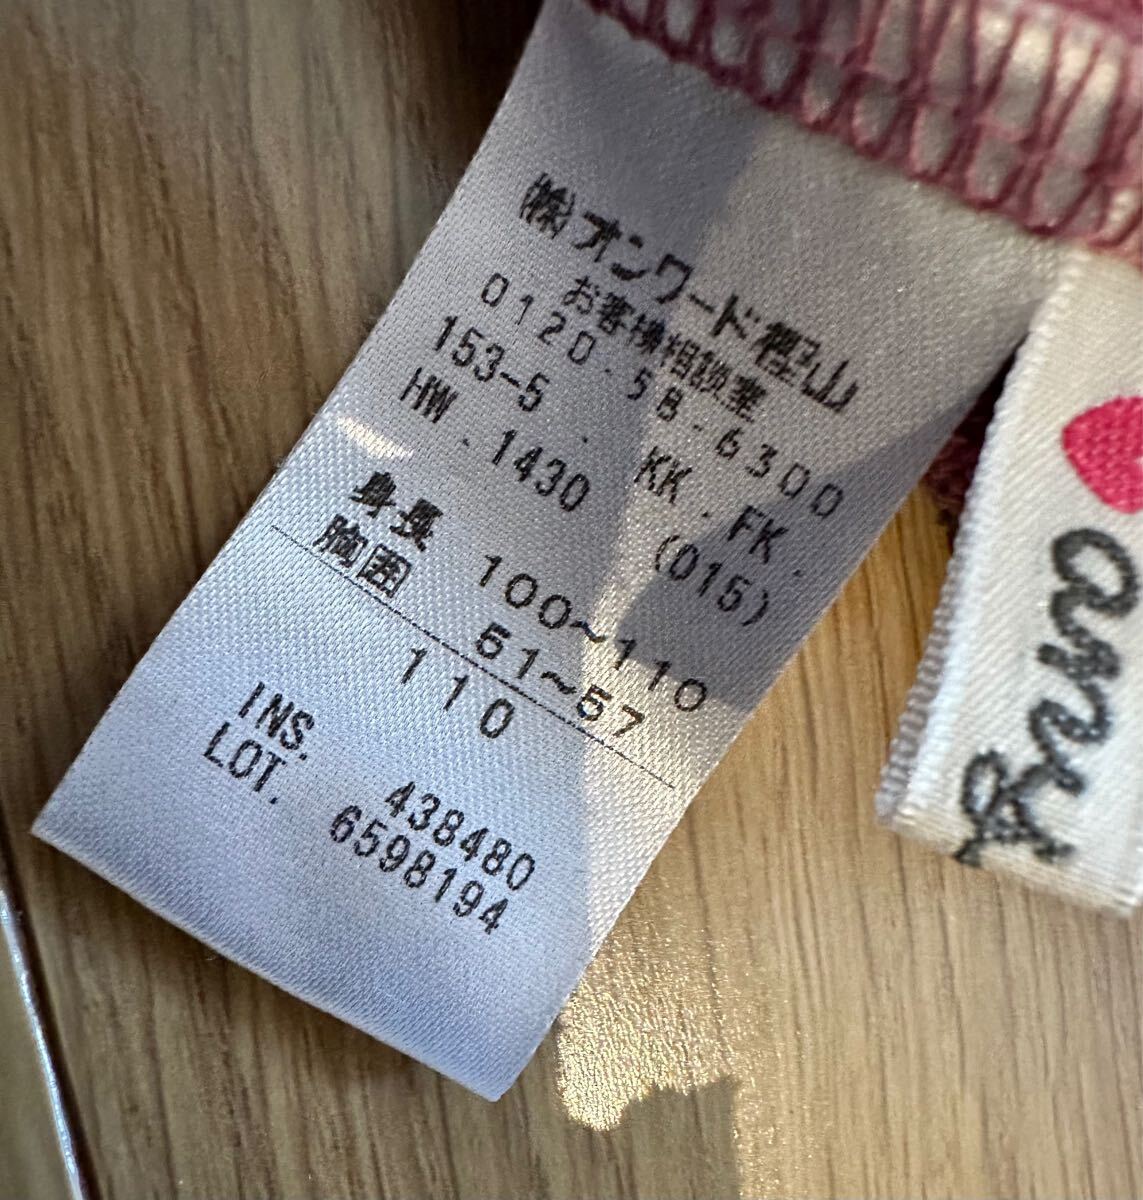 ㈱オンワード樫山
お客様相談室
0120・58-6300
153-5 . KK . FK .
HW . 1430 (015)
身長 100~110
胸囲 51~57
110
INS. 438480
LOT. 6598194